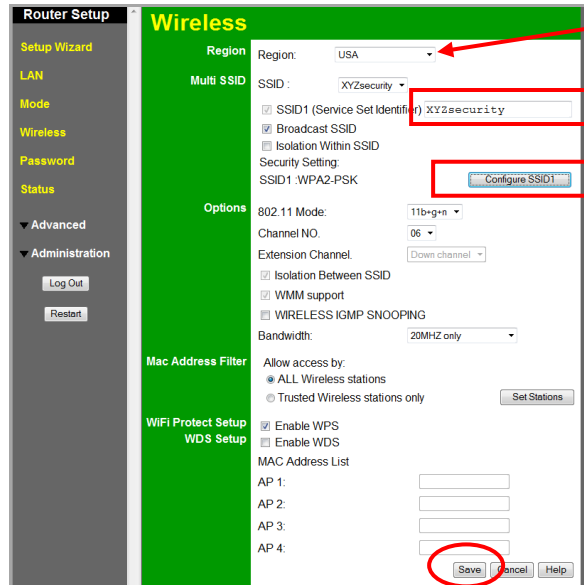 Router Setup
Setup Wizard
LAN
Mode
Wireless
Password
Status
Advanced
Administration
Log Out
Restart
Wireless
Region
Region: USA
Multi SSID
SSID : XYZsecurity
SSID1 (Service Set Identifier) XYZsecurity
Broadcast SSID
Isolation Within SSID
Security Setting:
SSID1 :WPA2-PSK Configure SSID1
Options
802.11 Mode: 11b+g+n
Channel NO. 06
Extension Channel. Down channel
Isolation Between SSID
WMM support
WIRELESS IGMP SNOOPING
Bandwidth: 20MHZ only
Mac Address Filter
Allow access by:
ALL Wireless stations
Trusted Wireless stations only Set Stations
WiFi Protect Setup
Enable WPS
WDS Setup
Enable WDS
MAC Address List
AP 1:
AP 2:
AP 3:
AP 4:
Save Cancel Help